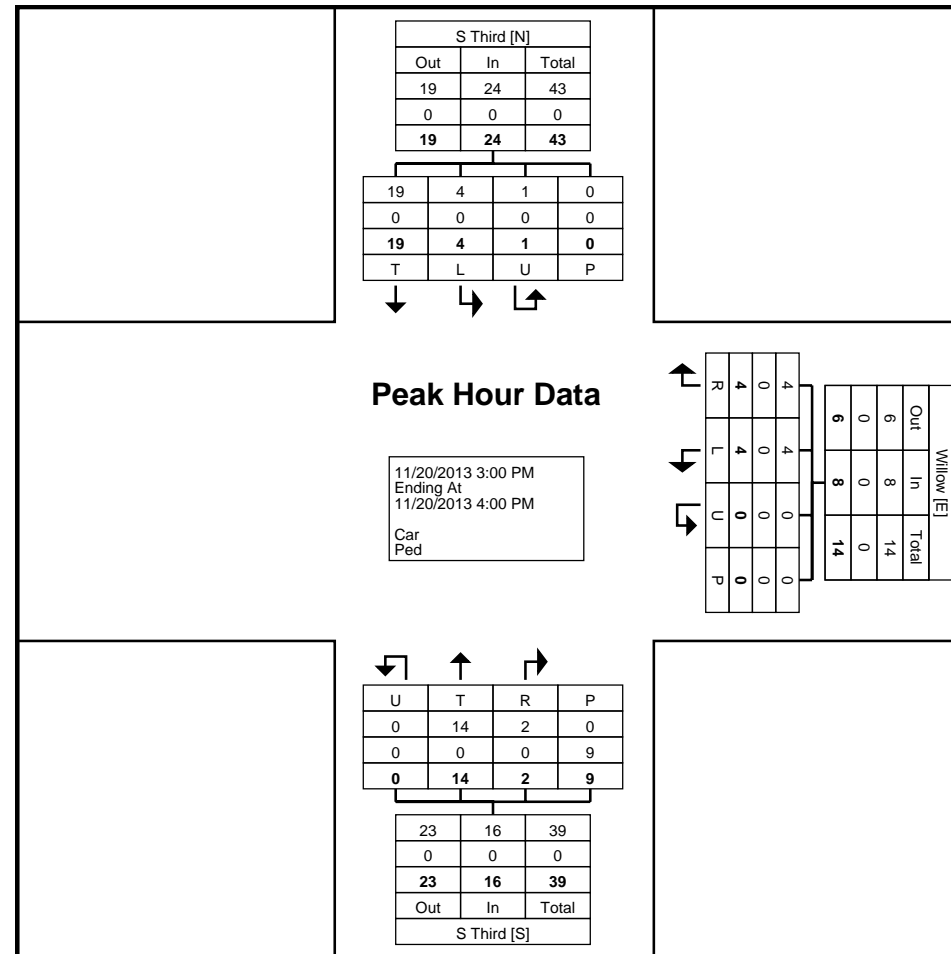 S Third [N]
Out In Total
19 24 43
0 0 0
19 24 43
19 4 1 0
0 0 0 0
19 4 1 0
T L U P
Peak Hour Data
11/20/2013 3:00 PM
Ending At
11/20/2013 4:00 PM
Car
Ped
Willow [E]
Out In Total
6 8 14
0 0 0
6 8 14
4 4 0 0
0 0 0 0
4 4 0 0
R L U P
U T R P
0 14 2 0
0 0 0 9
0 14 2 9
23 16 39
0 0 0
23 16 39
Out In Total
S Third [S]